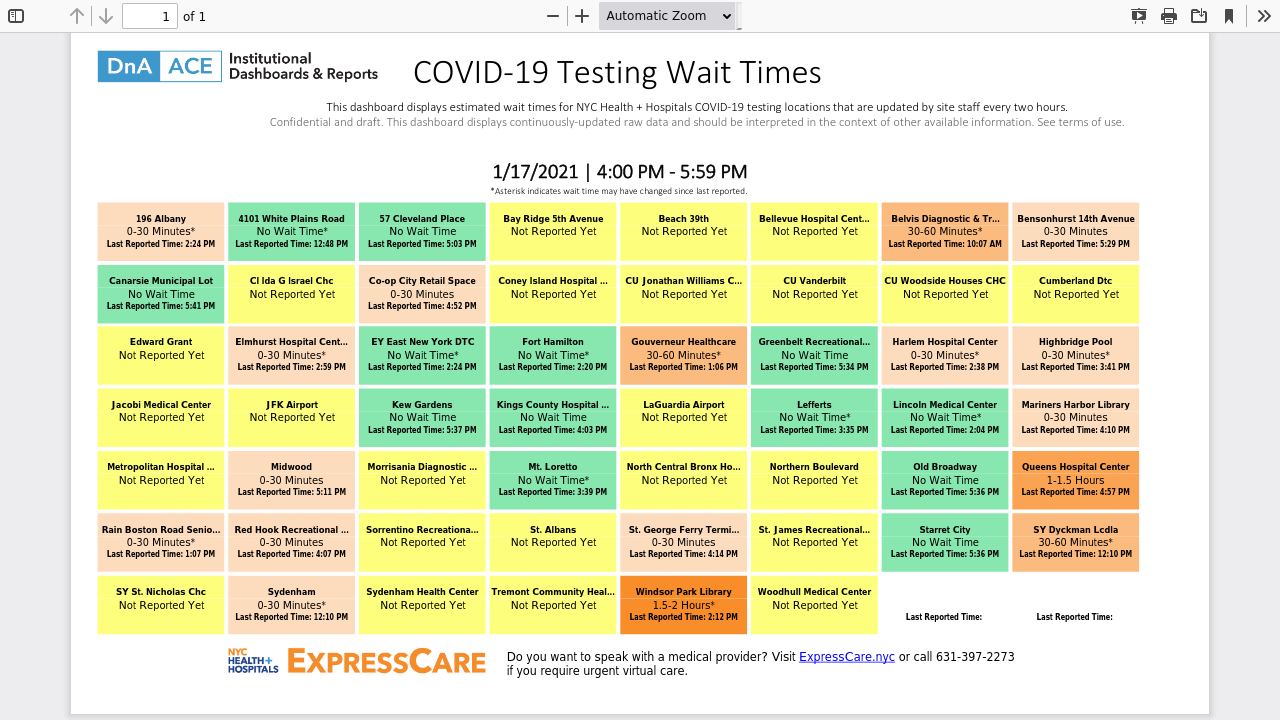 1
of 1
Automatic Zoom
DnA ACE Institutional
Dashboards & Reports
COVID-19 Testing Wait Times
This dashboard displays estimated wait times for NYC Health + Hospitals COVID-19 testing locations that are updated by site staff every two hours.
Confidential and draft. This dashboard displays continuously-updated raw data and should be interpreted in the context of other available information. See terms of use.
1/17/2021 | 4:00 PM - 5:59 PM
*Asterisk indicates wait time may have changed since last reported.
196 Albany
0-30 Minutes*
Last Reported Time: 2:24 PM
4101 White Plains Road
No Wait Time*
Last Reported Time: 12:48 PM
57 Cleveland Place
No Wait Time
Last Reported Time: 5:03 PM
Bay Ridge 5th Avenue
Not Reported Yet
Beach 39th
Not Reported Yet
Bellevue Hospital Cent...
Not Reported Yet
Belvis Diagnostic & Tr...
30-60 Minutes*
Last Reported Time: 10:07 AM
Bensonhurst 14th Avenue
0-30 Minutes
Last Reported Time: 5:29 PM
Canarsie Municipal Lot
No Wait Time
Last Reported Time: 5:41 PM
Cl Ida G Israel Chc
Not Reported Yet
Co-op City Retail Space
0-30 Minutes
Last Reported Time: 4:52 PM
Coney Island Hospital ...
Not Reported Yet
CU Jonathan Williams C...
Not Reported Yet
CU Vanderbilt
Not Reported Yet
CU Woodside Houses CHC
Not Reported Yet
Cumberland Dtc
Not Reported Yet
Edward Grant
Not Reported Yet
Elmhurst Hospital Cent...
0-30 Minutes*
Last Reported Time: 2:59 PM
EY East New York DTC
No Wait Time*
Last Reported Time: 2:24 PM
Fort Hamilton
No Wait Time*
Last Reported Time: 2:20 PM
Gouverneur Healthcare
30-60 Minutes*
Last Reported Time: 1:06 PM
Greenbelt Recreational...
No Wait Time
Last Reported Time: 5:34 PM
Harlem Hospital Center
0-30 Minutes*
Last Reported Time: 2:38 PM
Highbridge Pool
0-30 Minutes*
Last Reported Time: 3:41 PM
Jacobi Medical Center
Not Reported Yet
JFK Airport
Not Reported Yet
Kew Gardens
No Wait Time
Last Reported Time: 5:37 PM
Kings County Hospital ...
No Wait Time
Last Reported Time: 4:03 PM
LaGuardia Airport
Not Reported Yet
Lefferts
No Wait Time*
Last Reported Time: 3:35 PM
Lincoln Medical Center
No Wait Time*
Last Reported Time: 2:04 PM
Mariners Harbor Library
0-30 Minutes
Last Reported Time: 4:10 PM
Metropolitan Hospital ...
Not Reported Yet
Midwood
0-30 Minutes
Last Reported Time: 5:11 PM
Morrisania Diagnostic ...
Not Reported Yet
Mt. Loretto
No Wait Time*
Last Reported Time: 3:39 PM
North Central Bronx Ho...
Not Reported Yet
Northern Boulevard
Not Reported Yet
Old Broadway
No Wait Time
Last Reported Time: 5:36 PM
Queens Hospital Center
1-1.5 Hours
Last Reported Time: 4:57 PM
Rain Boston Road Senio...
0-30 Minutes*
Last Reported Time: 1:07 PM
Red Hook Recreational ...
0-30 Minutes
Last Reported Time: 4:07 PM
Sorrentino Recreationa...
Not Reported Yet
St. Albans
Not Reported Yet
St. George Ferry Termi...
0-30 Minutes
Last Reported Time: 4:14 PM
St. James Recreational...
Not Reported Yet
Starret City
No Wait Time
Last Reported Time: 5:36 PM
SY Dyckman Lcdla
30-60 Minutes*
Last Reported Time: 12:10 PM
SY St. Nicholas Chc
Not Reported Yet
Sydenham
0-30 Minutes*
Last Reported Time: 12:10 PM
Sydenham Health Center
Not Reported Yet
Tremont Community Heal...
Not Reported Yet
Windsor Park Library
1.5-2 Hours*
Last Reported Time: 2:12 PM
Woodhull Medical Center
Not Reported Yet
Last Reported Time:
Last Reported Time:
NYC
HEALTH+
HOSPITALS
EXPRESSCARE
Do you want to speak with a medical provider? Visit ExpressCare.nyc or call 631-397-2273
if you require urgent virtual care.